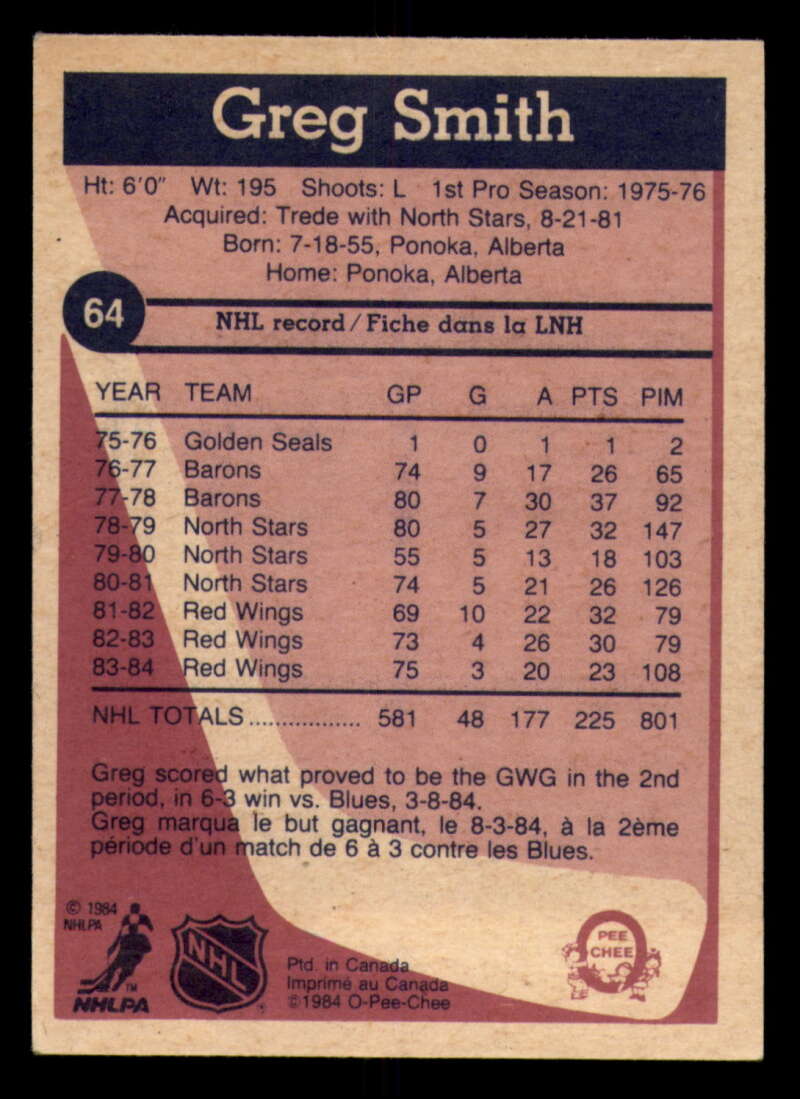 Greg Smith
Ht: 6'0" Wt: 195 Shoots: L 1st Pro Season: 1975-76
Acquired: Trede with North Stars, 8-21-81
Born: 7-18-55, Ponoka, Alberta
Home: Ponoka, Alberta
64
NHL record/Fiche dans la LNH
YEAR TEAM GP G A PTS PIM
75-76 Golden Seals 1 0 1 1 2
76-77 Barons 74 9 17 26 65
77-78 Barons 80 7 30 37 92
78-79 North Stars 80 5 27 32 147
79-80 North Stars 55 5 13 18 103
80-81 North Stars 74 5 21 26 126
81-82 Red Wings 69 10 22 32 79
82-83 Red Wings 73 4 26 30 79
83-84 Red Wings 75 3 20 23 108
NHL TOTALS ................. 581 48 177 225 801
Greg scored what proved to be the GWG in the 2nd
period, in 6-3 win vs. Blues, 3-8-84.
Greg marqua le but gagnant, le 8-3-84, à la 2ème
période d'un match de 6 à 3 contre les Blues.
© 1984
NHLPA
TM
NHLPA
NHL
Ptd. in Canada
Imprimé au Canada
©1984 O-Pee-Chee
PEE
CHEE